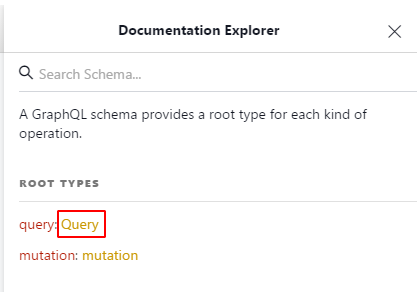 Documentation Explorer
Search Schema...
A GraphQL schema provides a root type for each kind of
operation.
ROOT TYPES
query: Query
mutation: mutation